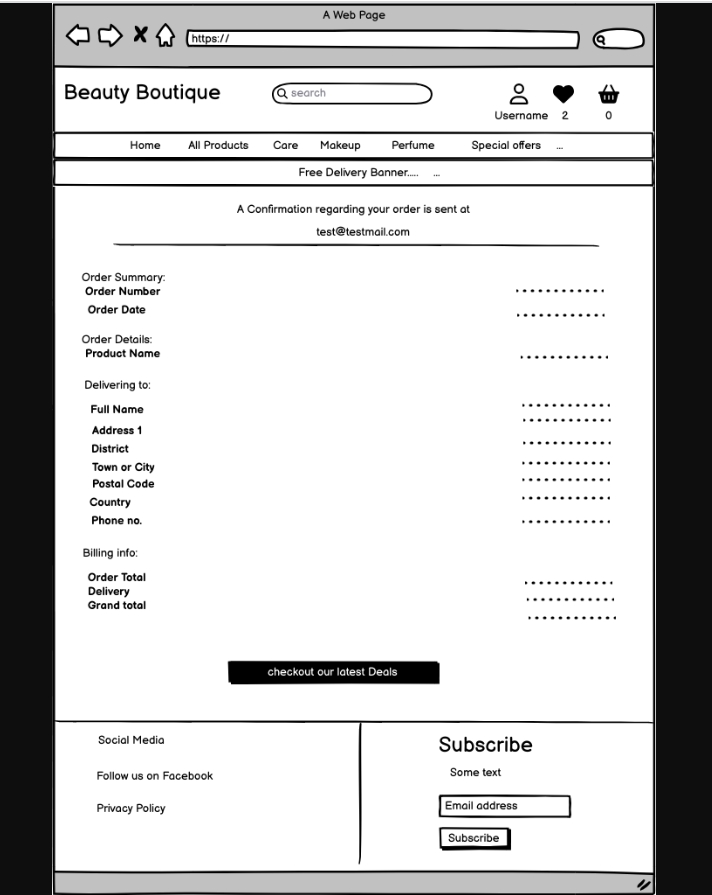 A Web Page
https://
Beauty Boutique
search
Username 2 0
Home All Products Care Makeup Perfume Special offers ...
Free Delivery Banner..... ...
A Confirmation regarding your order is sent at
test@testmail.com
Order Summary:
Order Number
Order Date
Order Details:
Product Name
Delivering to:
Full Name
Address 1
District
Town or City
Postal Code
Country
Phone no.
Billing info:
Order Total
Delivery
Grand total
checkout our latest Deals
Social Media
Follow us on Facebook
Privacy Policy
Subscribe
Some text
Email address
Subscribe